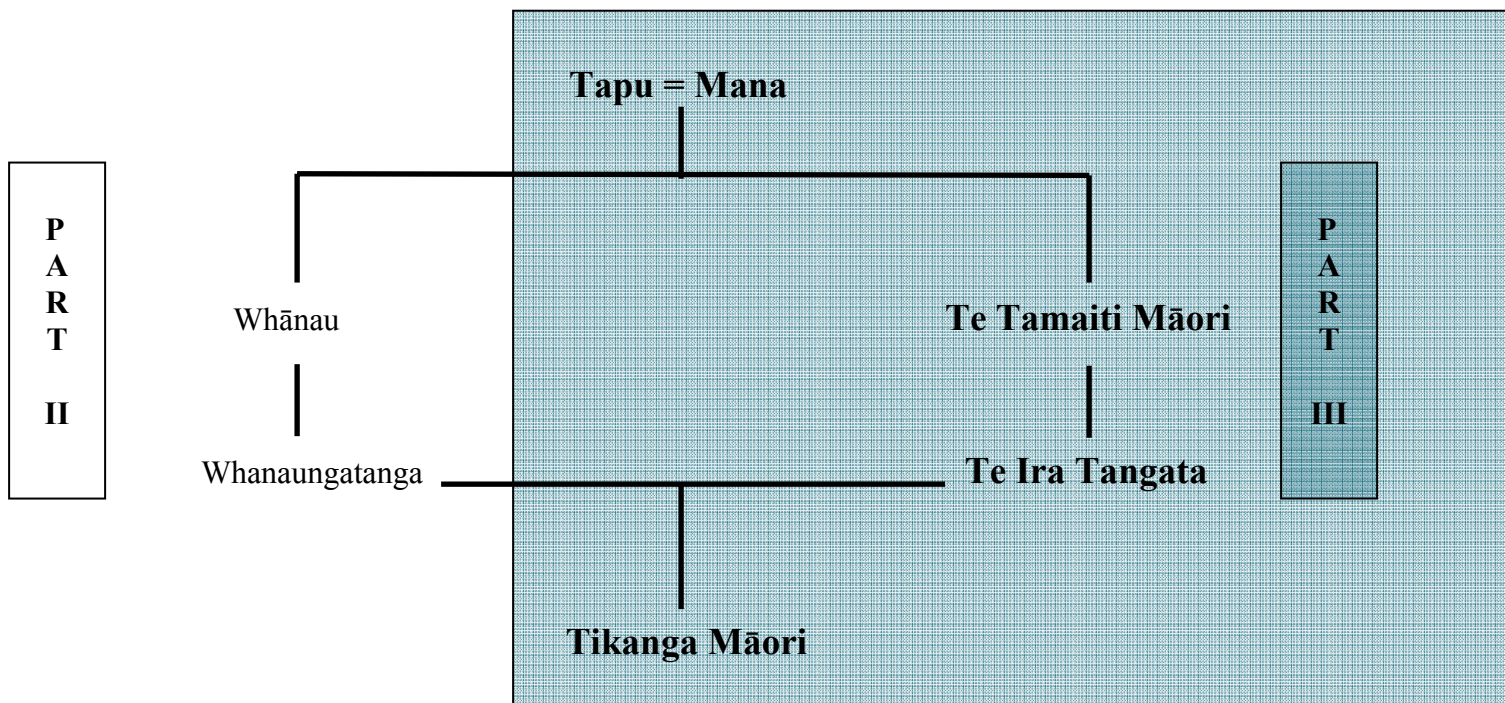 Tapu = Mana
P
A
R
T
II
Whānau
Te Tamaiti Māori
P
A
R
T
III
Whanaungatanga
Te Ira Tangata
Tikanga Māori